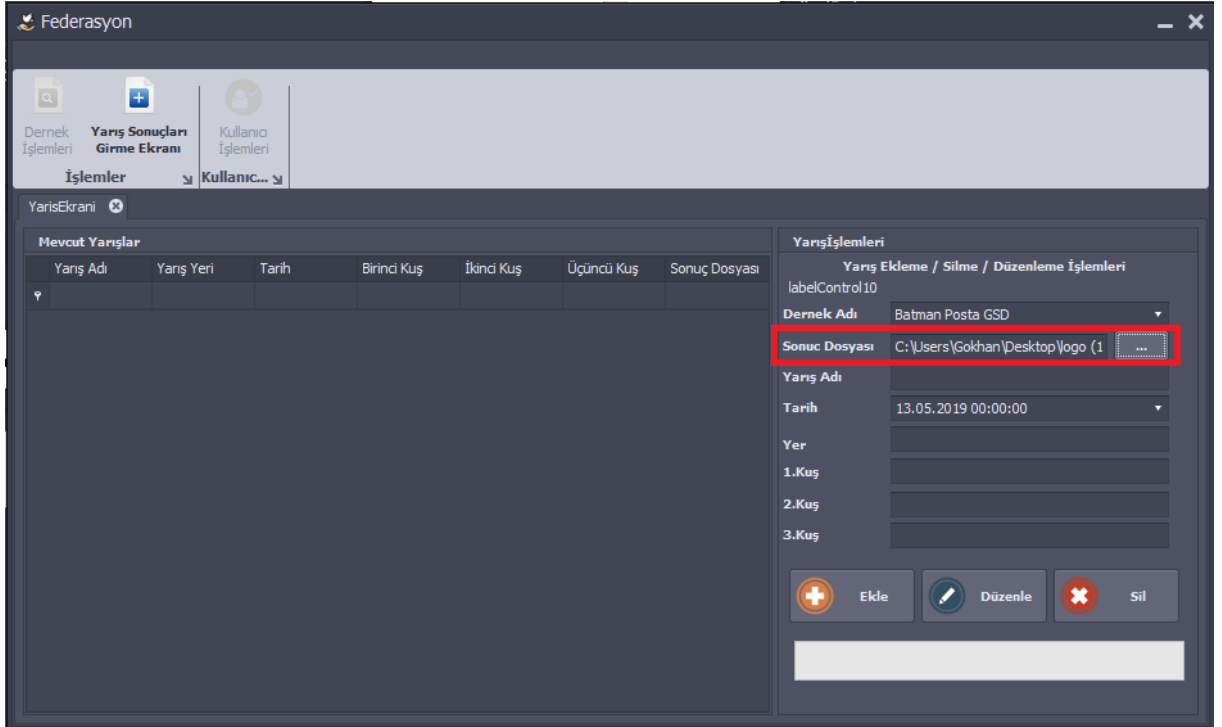 Federasyon
Dernek İşlemleri
Yarış Sonuçları Girme Ekranı
Kullanıcı İşlemleri
İşlemler
Kullanıc...
YarisEkrani
Mevcut Yarışlar
Yarış Adı Yarış Yeri Tarih Birinci Kuş İkinci Kuş Üçüncü Kuş Sonuç Dosyası
Yarışİşlemleri
Yarış Ekleme / Silme / Düzenleme İşlemleri
labelControl10
Dernek Adı Batman Posta GSD
Sonuc Dosyası C:\Users\Gokhan\Desktop\logo (1 ...
Yarış Adı
Tarih 13.05.2019 00:00:00
Yer
1.Kuş
2.Kuş
3.Kuş
Ekle Düzenle Sil